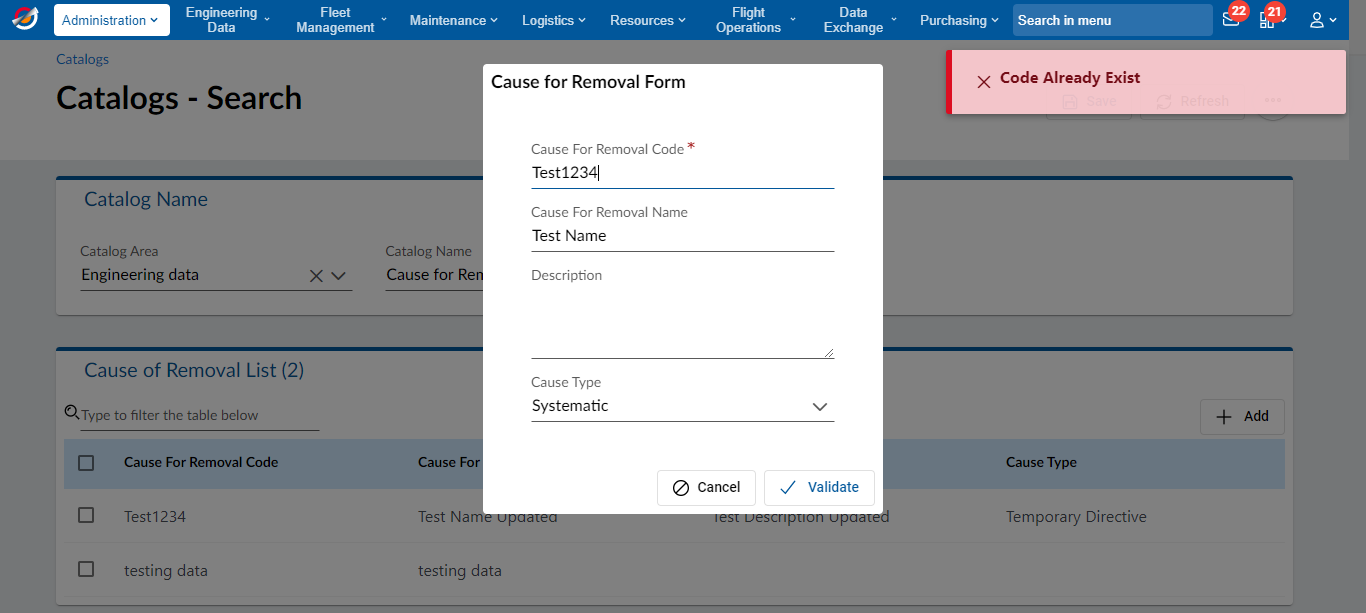 Administration
Engineering
Data
Fleet
Management
Maintenance
Logistics
Resources
Flight
Operations
Data
Exchange
Purchasing
Search in menu
22
21
Catalogs
Catalogs - Search
Code Already Exist
Save
Refresh
Cause for Removal Form
Cause For Removal Code *
Test1234
Cause For Removal Name
Test Name
Description
Cause Type
Systematic
Cancel
Validate
Catalog Name
Catalog Area
Engineering data
Catalog Name
Cause for Rem
Cause of Removal List (2)
Type to filter the table below
Add
Cause For Removal Code
Cause For
Cause Type
Test1234
Test Name Updated
Test Description Updated
Temporary Directive
testing data
testing data